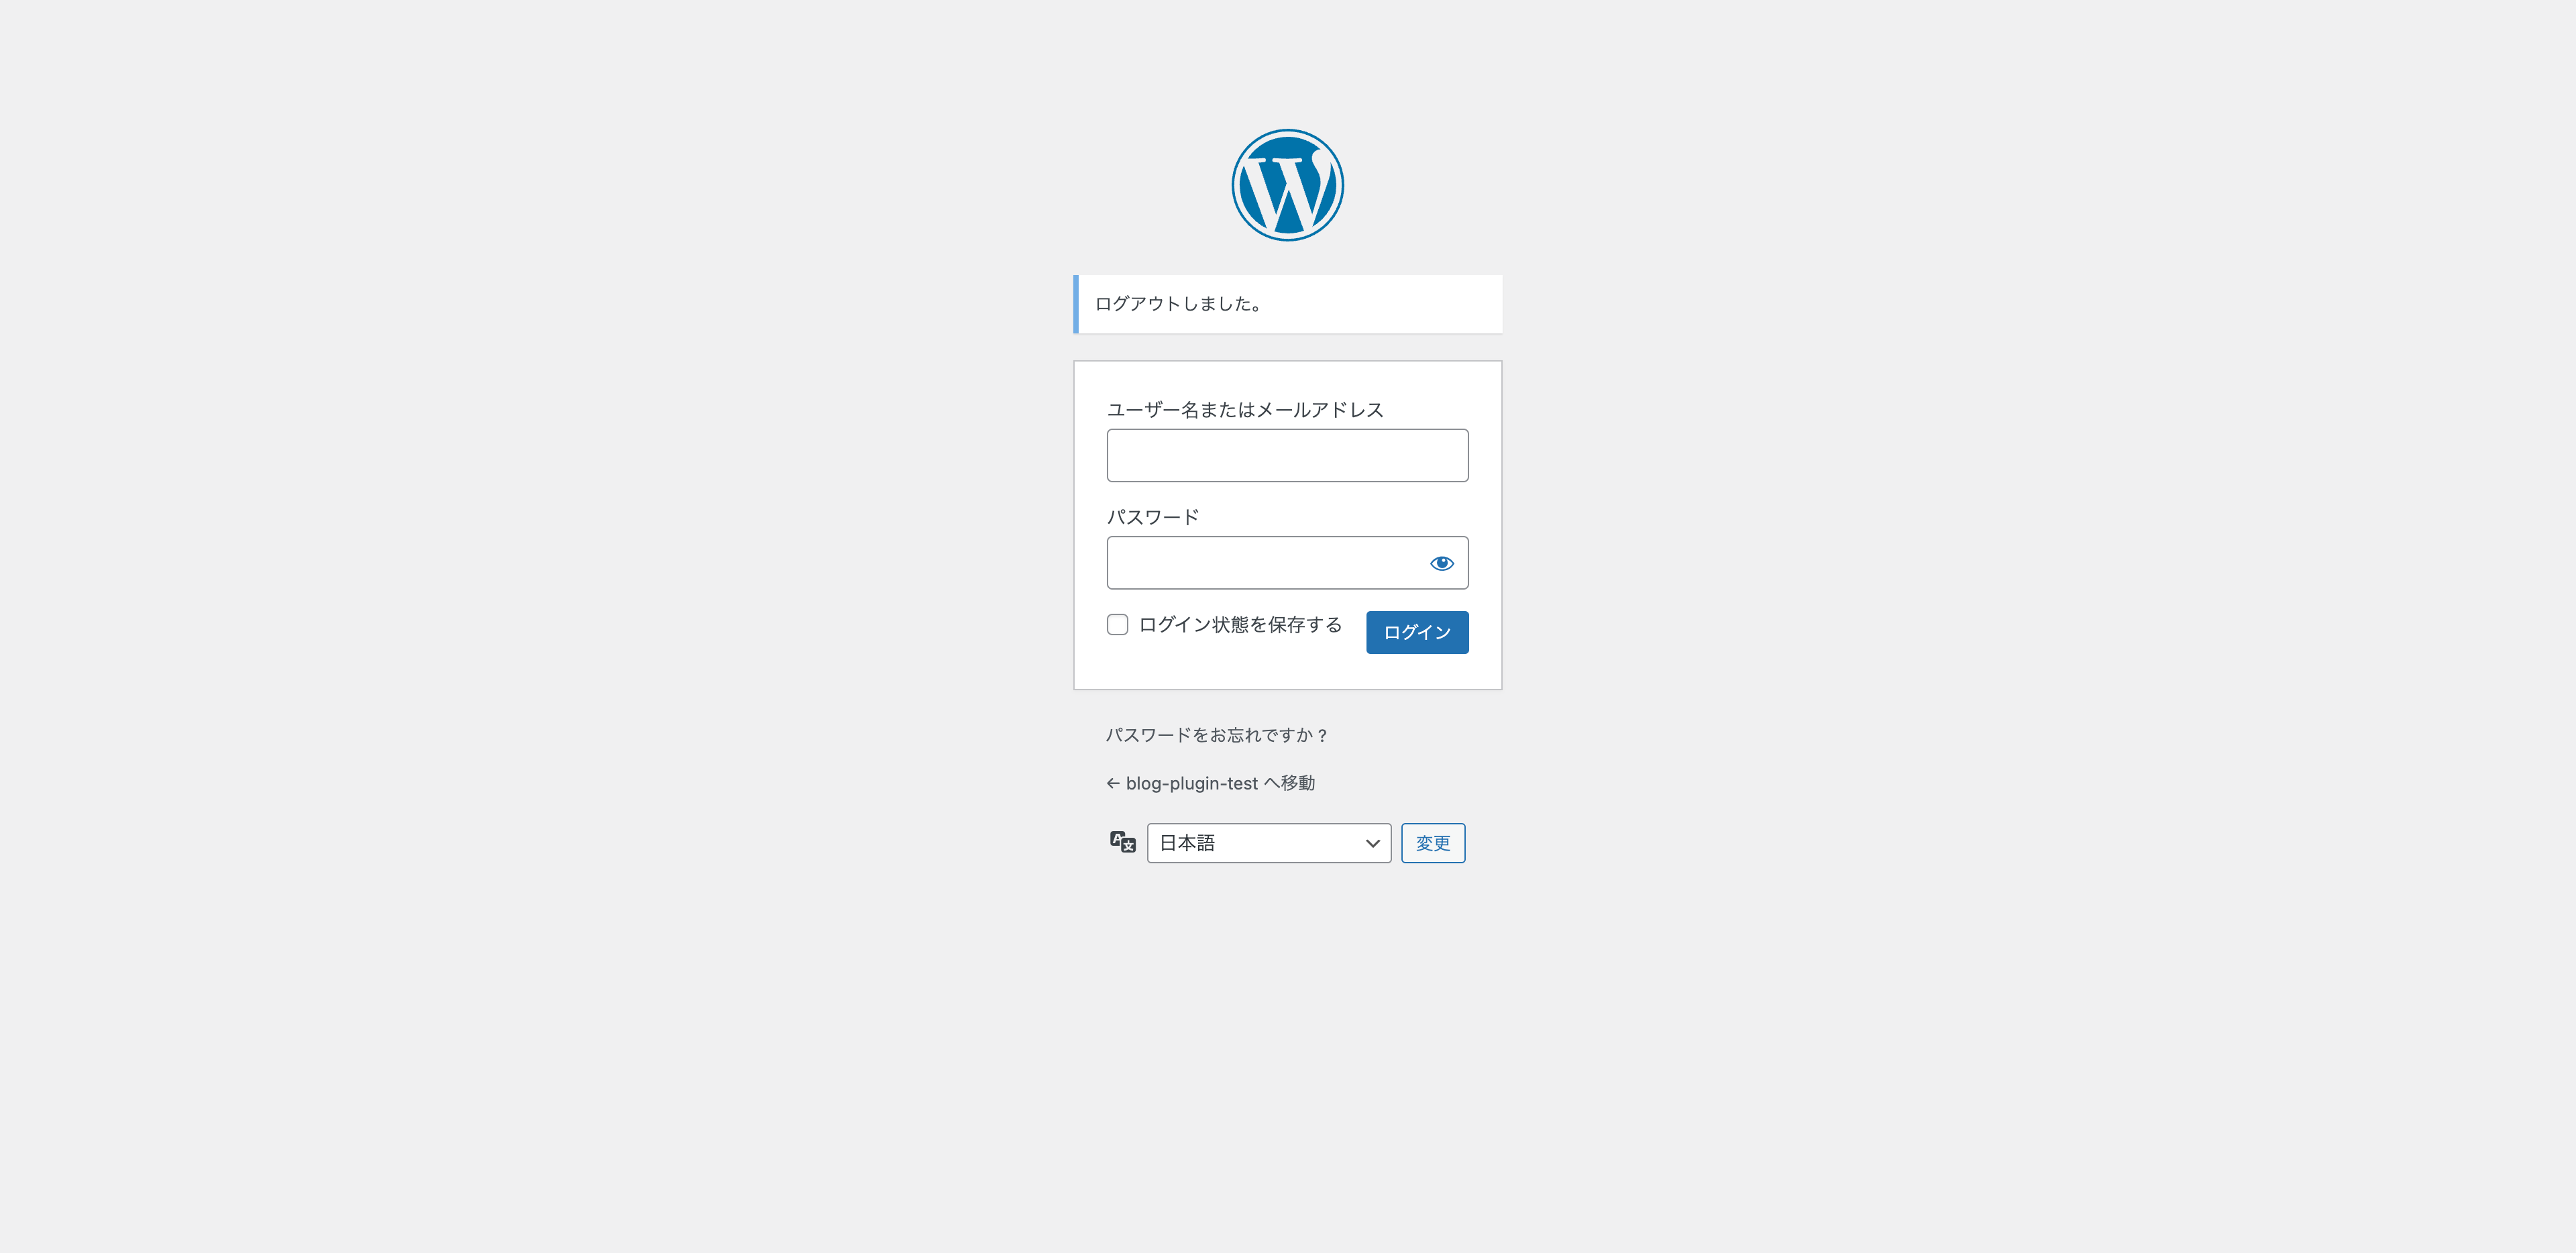 ログアウトしました。
ユーザー名またはメールアドレス
パスワード
ログイン状態を保存する
ログイン
パスワードをお忘れですか ?
← blog-plugin-test へ移動
日本語
変更